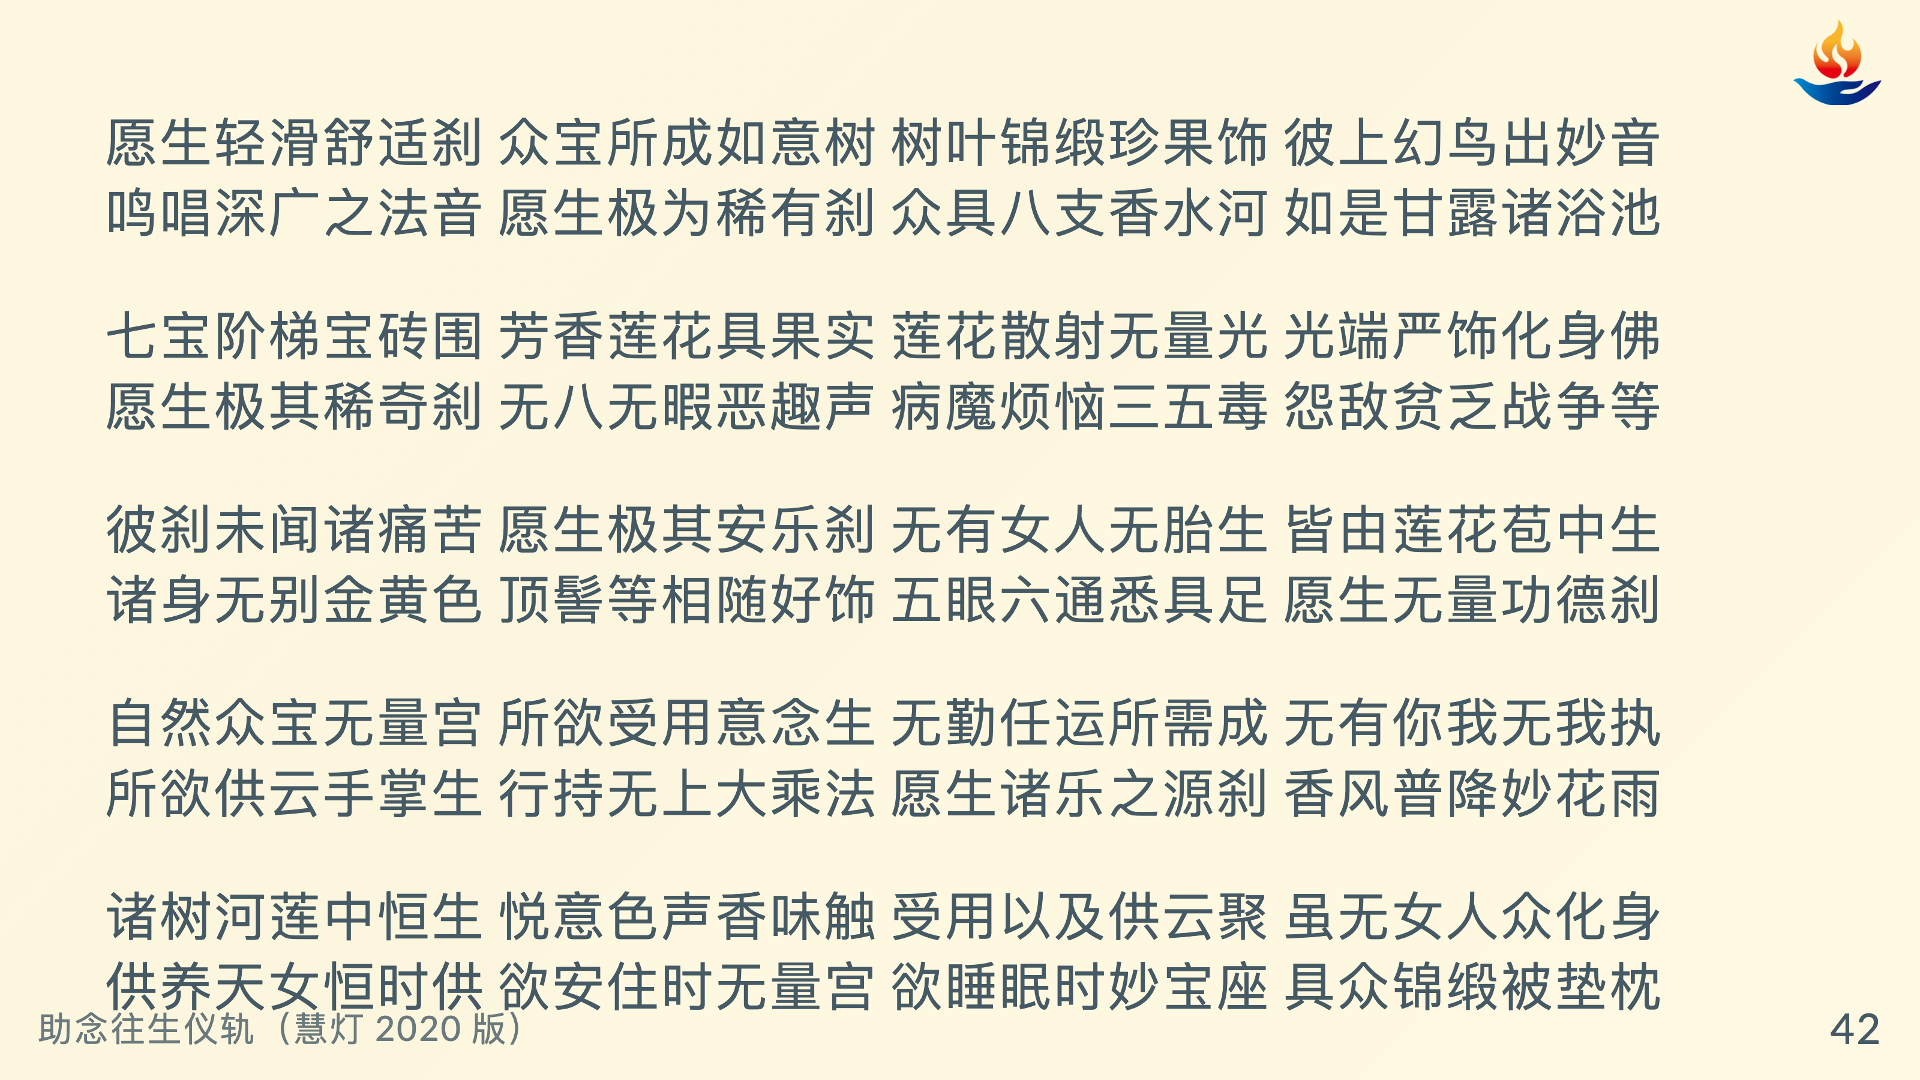 愿生轻滑舒适刹 众宝所成如意树 树叶锦缎珍果饰 彼上幻鸟出妙音
鸣唱深广之法音 愿生极为稀有刹 众具八支香水河 如是甘露诸浴池
七宝阶梯宝砖围 芳香莲花具果实 莲花散射无量光 光端严饰化身佛
愿生极其稀奇刹 无八无暇恶趣声 病魔烦恼三五毒 怨敌贫乏战争等
彼刹未闻诸痛苦 愿生极其安乐刹 无有女人无胎生 皆由莲花苞中生
诸身无别金黄色 顶髻等相随好饰 五眼六通悉具足 愿生无量功德刹
自然众宝无量宫 所欲受用意念生 无勤任运所需成 无有你我无我执
所欲供云手掌生 行持无上大乘法 愿生诸乐之源刹 香风普降妙花雨
诸树河莲中恒生 悦意色声香味触 受用以及供云聚 虽无女人众化身
供养天女恒时供 欲安住时无量宫 欲睡眠时妙宝座 具众锦缎被垫枕
助念往生仪轨（慧灯 2020 版）
42